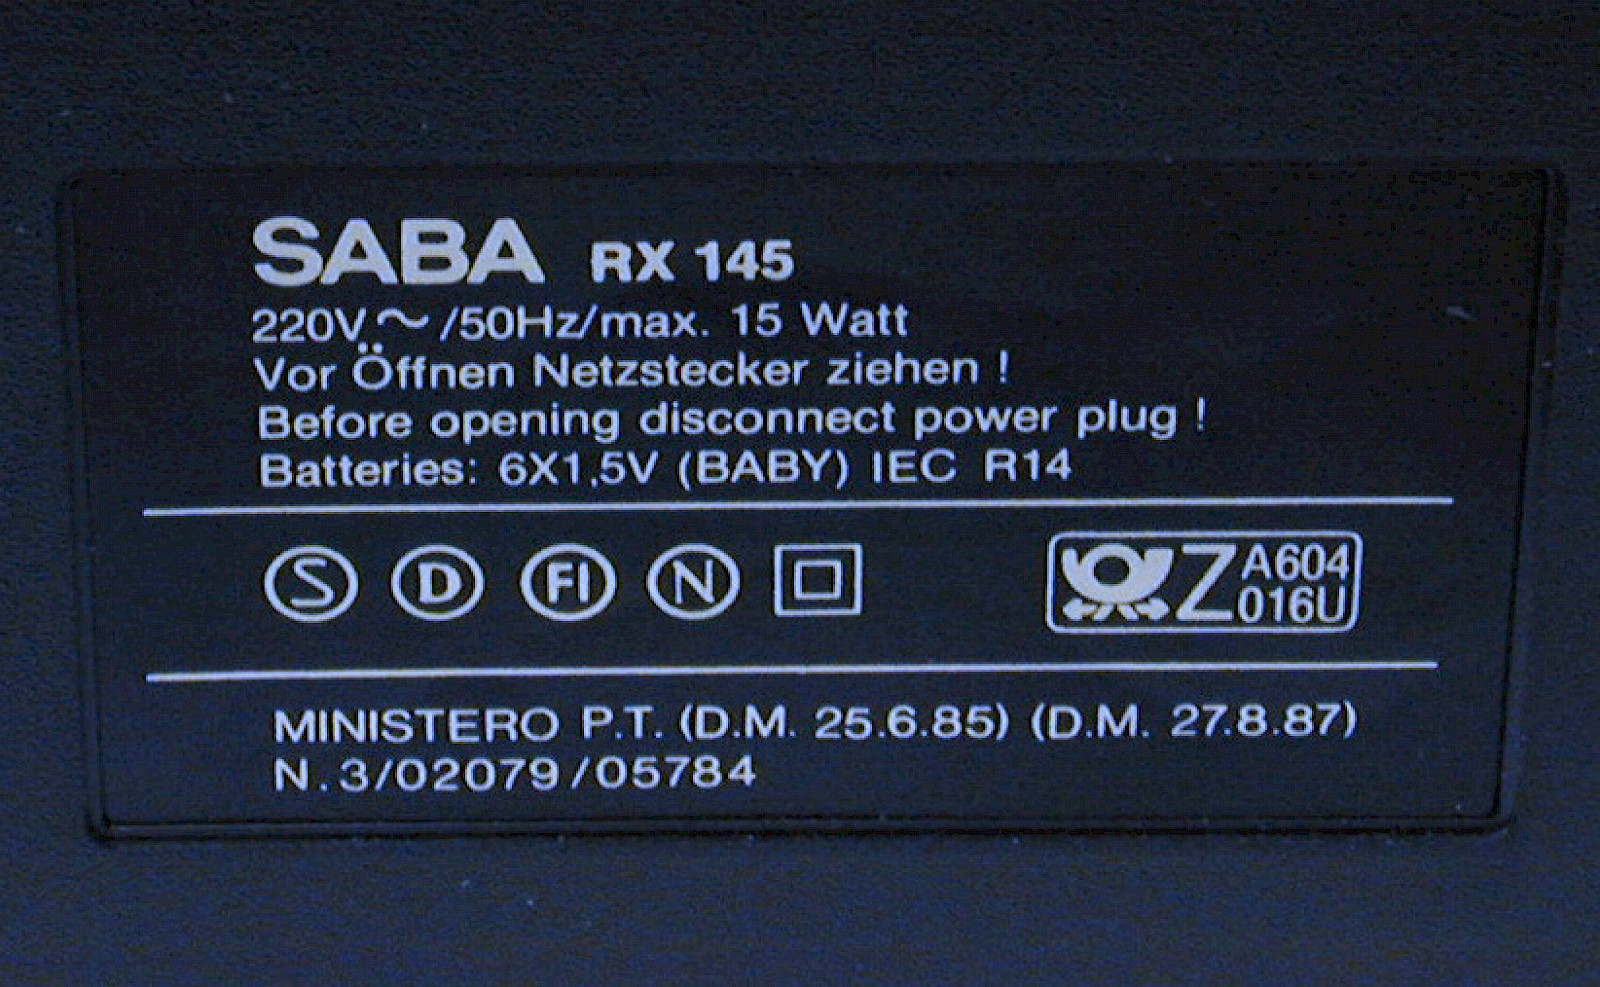 SABA RX 145
220V~/50Hz/max. 15 Watt
Vor Öffnen Netzstecker ziehen !
Before opening disconnect power plug !
Batteries: 6X1,5V (BABY) IEC R14
S D FI N
Z A604
016U
MINISTERO P.T. (D.M. 25.6.85) (D.M. 27.8.87)
N.3/02079/05784